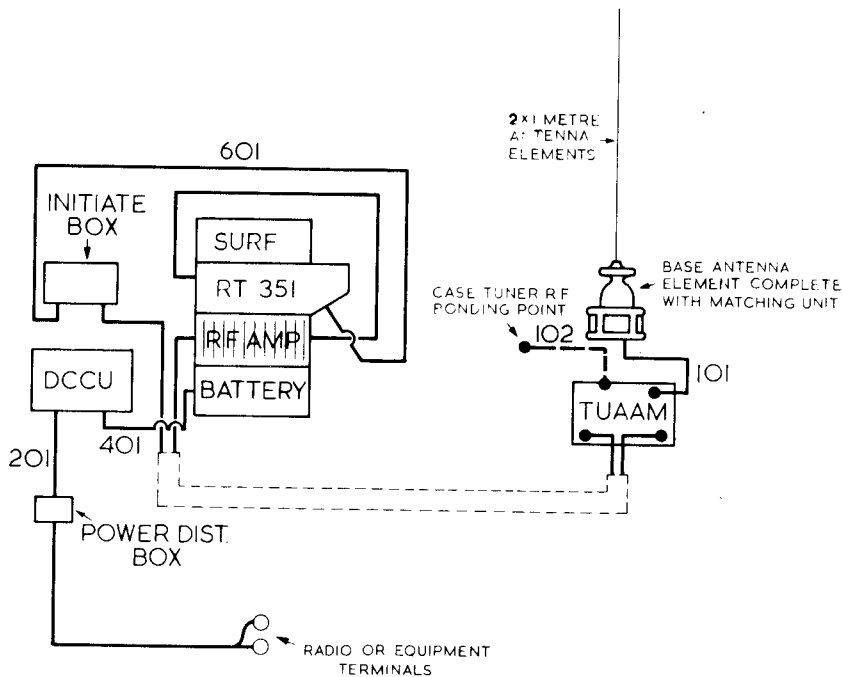 2×1 METRE
ANTENNA
ELEMENTS
601
INITIATE
BOX
SURF
RT 351
RF AMP
BATTERY
DCCU
401
201
POWER DIST.
BOX
RADIO OR EQUIPMENT
TERMINALS
BASE ANTENNA
ELEMENT COMPLETE
WITH MATCHING UNIT
CASE TUNER R F
BONDING POINT
102
101
TUAAM